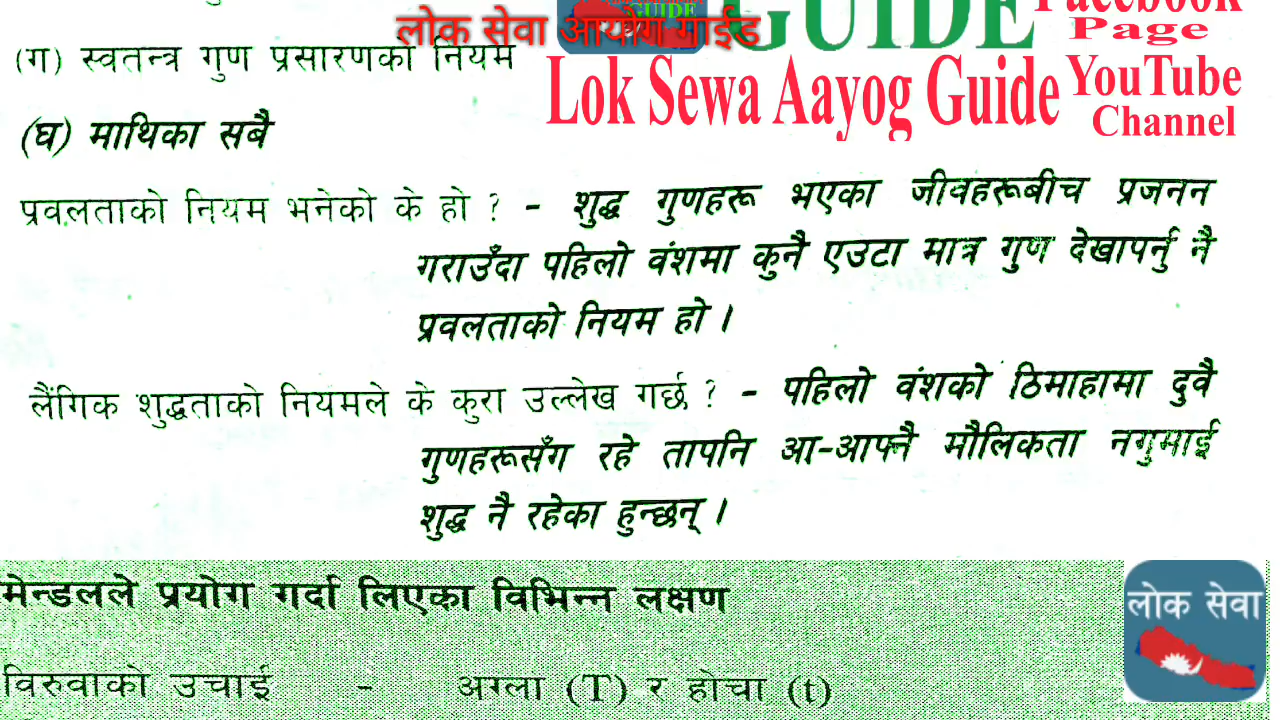 GUIDE
लोक सेवा आयोग गाईड
GUIDE
Facebook
Page
(ग) स्वतन्त्र गुण प्रसारणको नियम
Lok Sewa Aayog Guide
YouTube
Channel
(घ) माथिका सबै
प्रवलताको नियम भनेको के हो ? - शुद्ध गुणहरू भएका जीवहरूबीच प्रजनन
गराउँदा पहिलो वंशमा कुनै एउटा मात्र गुण देखापर्नु नै
प्रवलताको नियम हो ।
लैंगिक शुद्धताको नियमले के कुरा उल्लेख गर्छ ? - पहिलो वंशको ठिमाहामा दुवै
गुणहरूसँग रहे तापनि आ-आफ्नै मौलिकता नगुमाई
शुद्ध नै रहेका हुन्छन् ।
मेन्डलले प्रयोग गर्दा लिएका विभिन्न लक्षण
लोक सेवा
विरुवाको उचाई - अग्ला (T) र होचा (t)